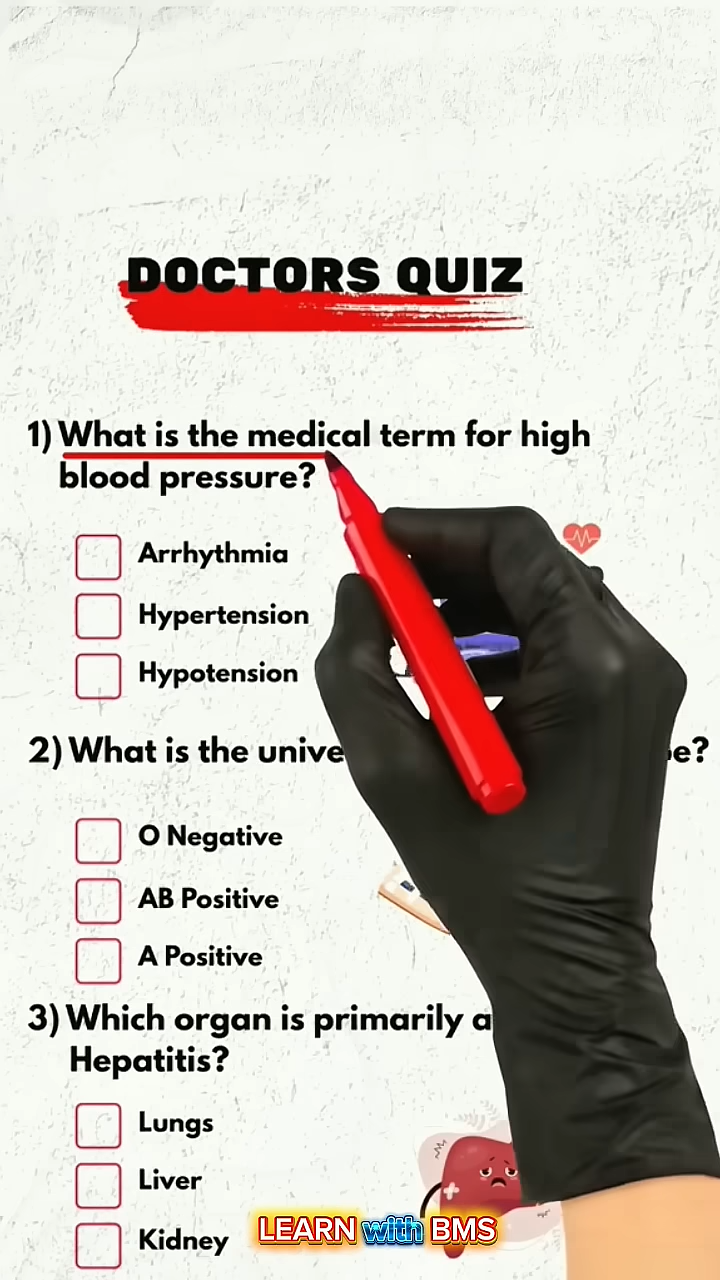 DOCTORS QUIZ
1) What is the medical term for high
blood pressure?
Arrhythmia
Hypertension
Hypotension
2) What is the
O Negative
AB Positive
A Positive
3) Which organ is primarily
Hepatitis?
Lungs
Liver
Kidney
LEARN with BMS